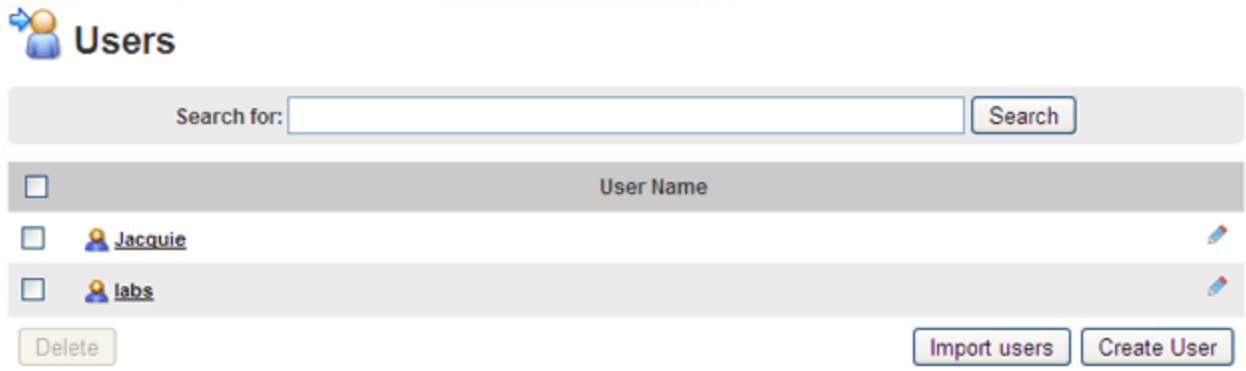 Users
Search for: Search
User Name
Jacquie
labs
Delete Import users Create User